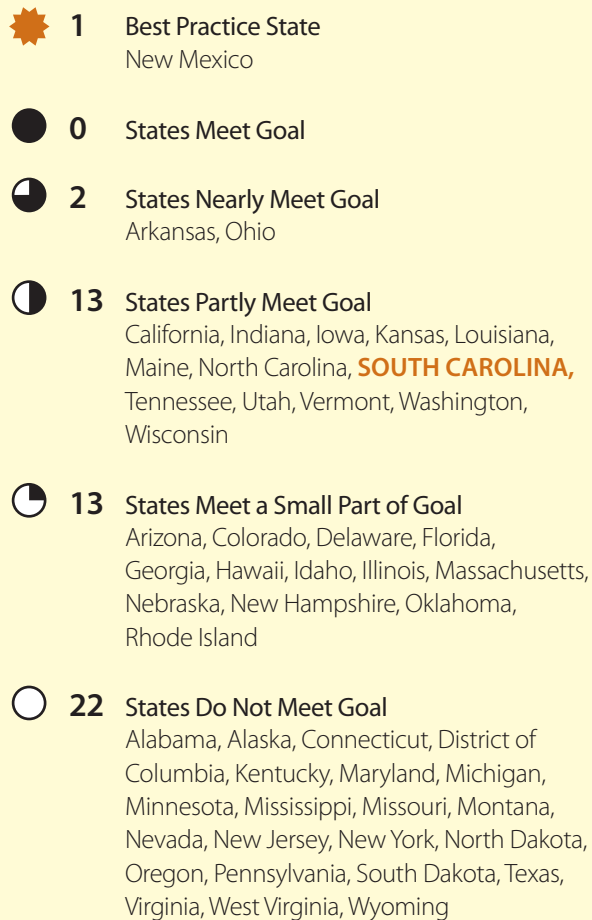 1 Best Practice State
New Mexico
0 States Meet Goal
2 States Nearly Meet Goal
Arkansas, Ohio
13 States Partly Meet Goal
California, Indiana, Iowa, Kansas, Louisiana,
Maine, North Carolina, SOUTH CAROLINA,
Tennessee, Utah, Vermont, Washington,
Wisconsin
13 States Meet a Small Part of Goal
Arizona, Colorado, Delaware, Florida,
Georgia, Hawaii, Idaho, Illinois, Massachusetts,
Nebraska, New Hampshire, Oklahoma,
Rhode Island
22 States Do Not Meet Goal
Alabama, Alaska, Connecticut, District of
Columbia, Kentucky, Maryland, Michigan,
Minnesota, Mississippi, Missouri, Montana,
Nevada, New Jersey, New York, North Dakota,
Oregon, Pennsylvania, South Dakota, Texas,
Virginia, West Virginia, Wyoming